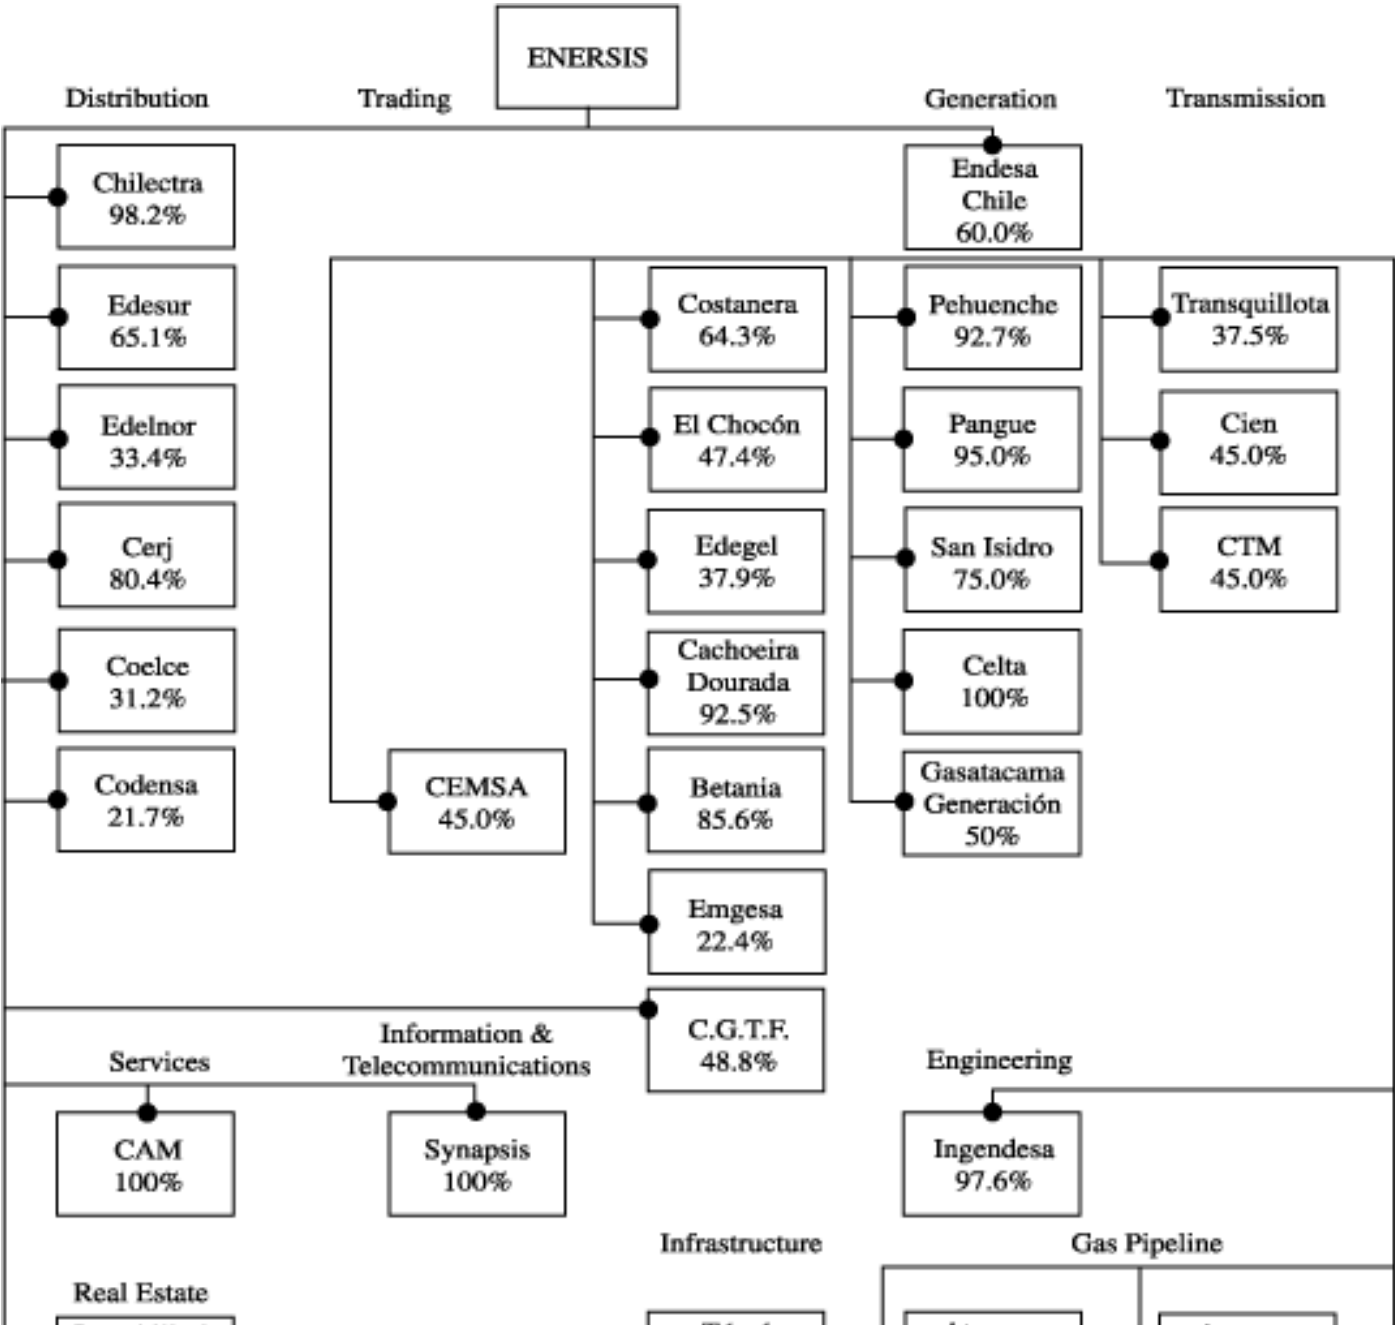 ENERSIS
Distribution
Trading
Generation
Transmission
Chilectra
98.2%
Endesa
Chile
60.0%
Edesur
65.1%
Costanera
64.3%
Pehuenche
92.7%
Transquillota
37.5%
Edelnor
33.4%
El Chocón
47.4%
Pangue
95.0%
Cien
45.0%
Cerj
80.4%
Edegel
37.9%
San Isidro
75.0%
CTM
45.0%
Coelce
31.2%
Cachoeira
Dourada
92.5%
Celta
100%
Codensa
21.7%
CEMSA
45.0%
Betania
85.6%
Gasatacama
Generación
50%
Emgesa
22.4%
C.G.T.F.
48.8%
Services
Information &
Telecommunications
Engineering
CAM
100%
Synapsis
100%
Ingendesa
97.6%
Infrastructure
Gas Pipeline
Real Estate